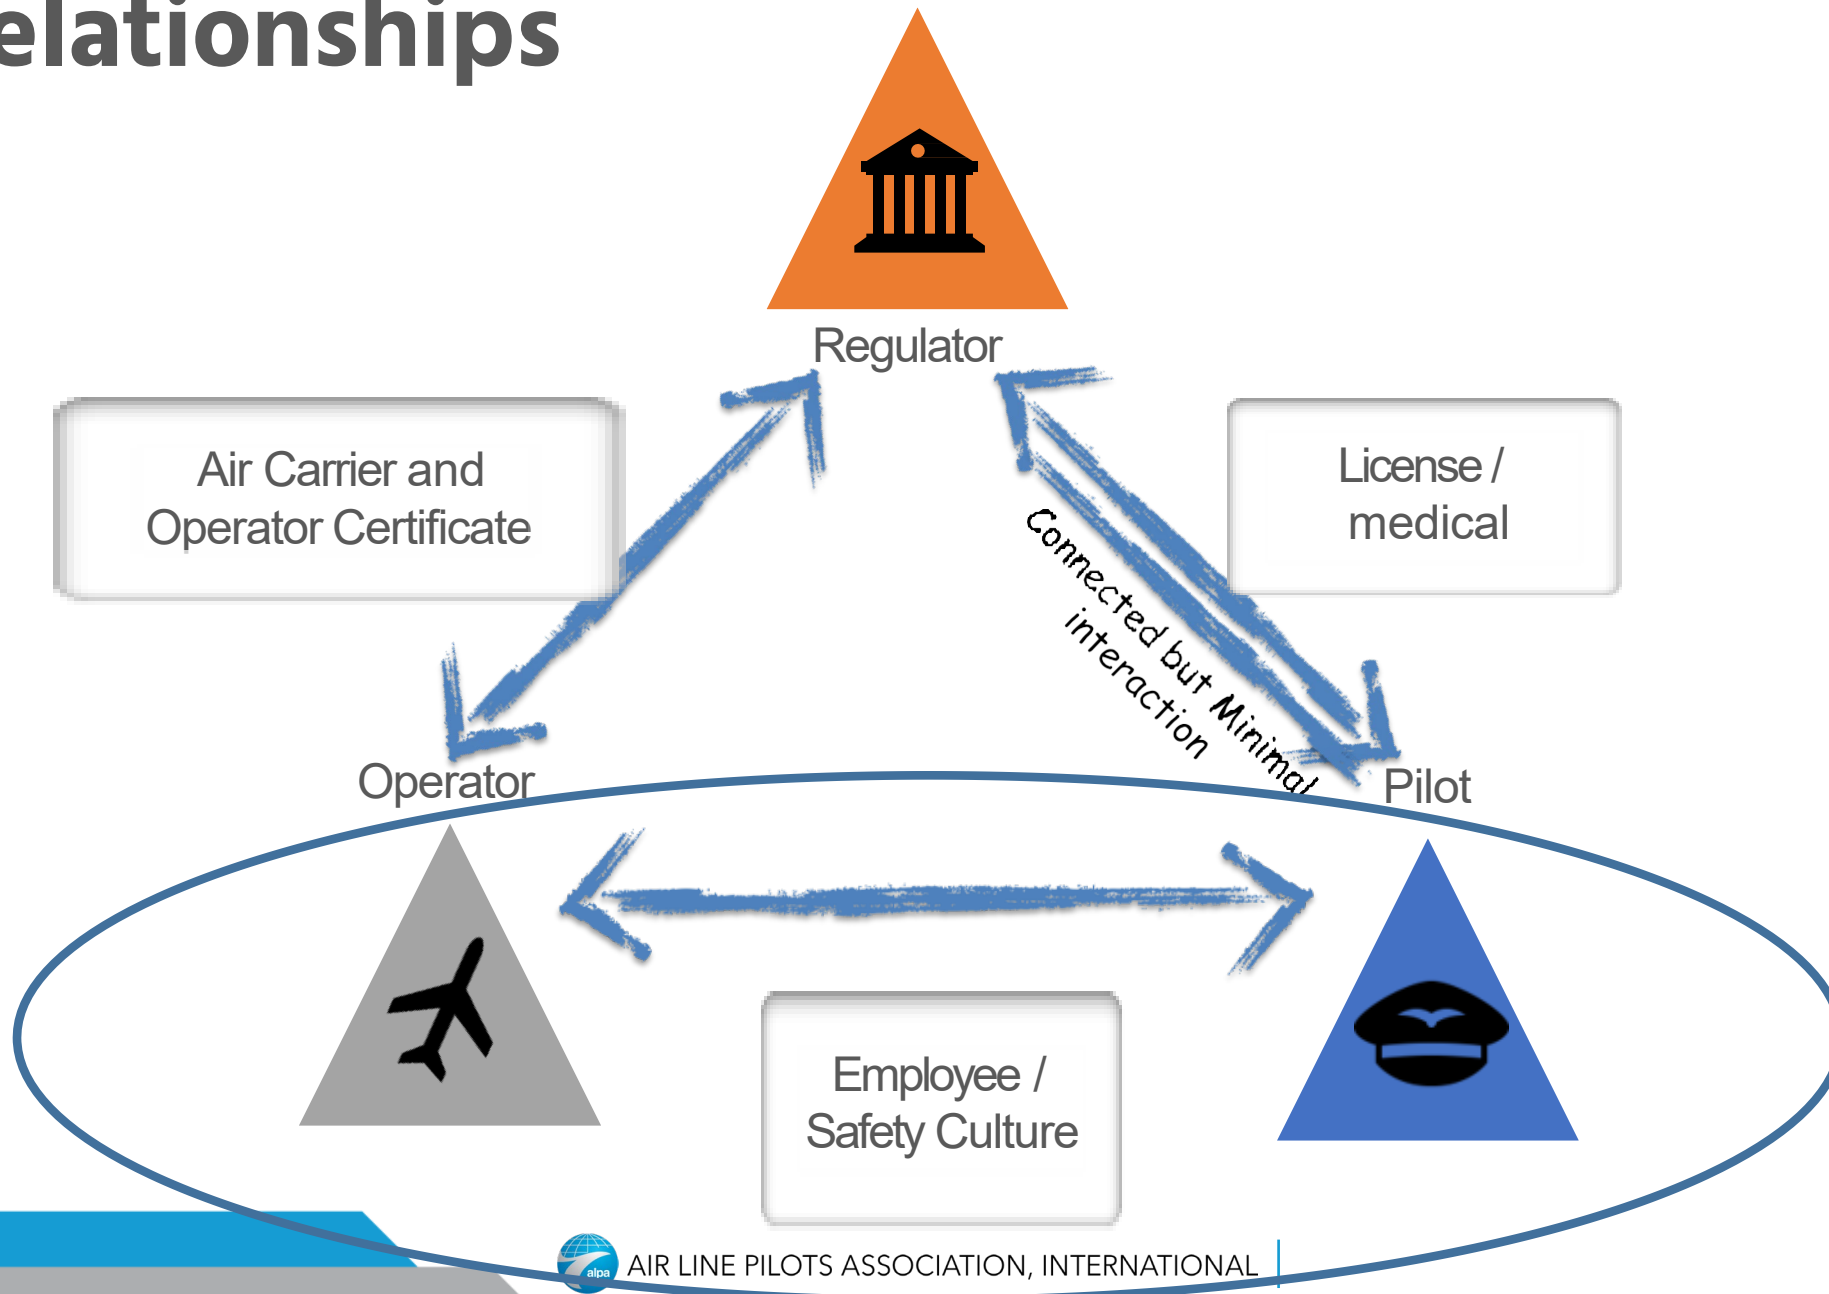 elationships
Regulator
Air Carrier and
Operator Certificate
License /
medical
Connected but Minimal
interaction
Operator
Pilot
Employee /
Safety Culture
alpa
AIR LINE PILOTS ASSOCIATION, INTERNATIONAL